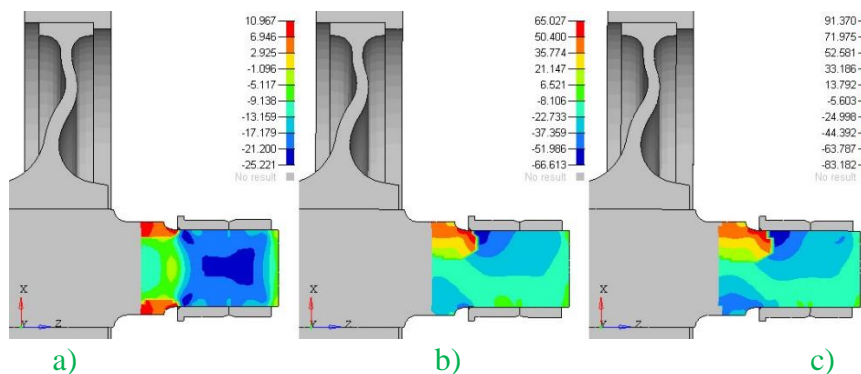 10.967
6.946
2.925
-1.096
-5.117
-9.138
-13.159
-17.179
-21.200
-25.221
No result
X
Y
Z
a)
65.027
50.400
35.774
21.147
6.521
-8.106
-22.733
-37.359
-51.986
-66.613
No result
X
Y
Z
b)
91.370
71.975
52.581
33.186
13.792
-5.603
-24.998
-44.392
-63.787
-83.182
No result
X
Y
Z
c)